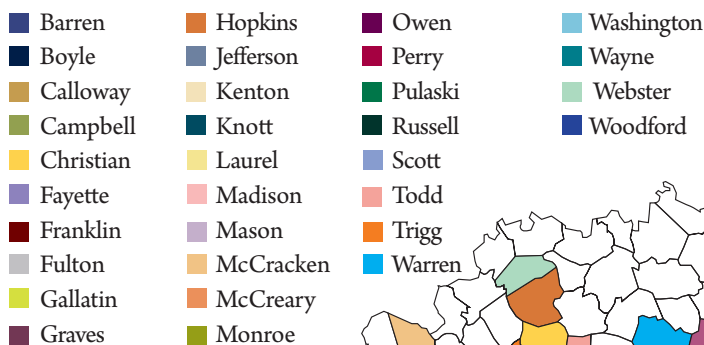 Barren
Boyle
Calloway
Campbell
Christian
Fayette
Franklin
Fulton
Gallatin
Graves
Hopkins
Jefferson
Kenton
Knott
Laurel
Madison
Mason
McCracken
McCreary
Monroe
Owen
Perry
Pulaski
Russell
Scott
Todd
Trigg
Warren
Washington
Wayne
Webster
Woodford